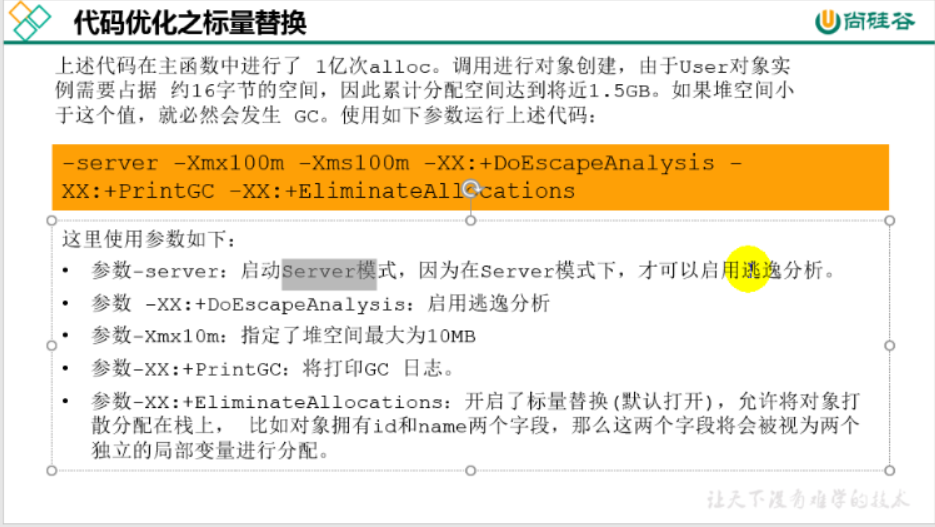 代码优化之标量替换
尚硅谷
上述代码在主函数中进行了 1亿次alloc。调用进行对象创建，由于User对象实
例需要占据 约16字节的空间，因此累计分配空间达到将近1.5GB。如果堆空间小
于这个值，就必然会发生 GC。使用如下参数运行上述代码：
-server -Xmx100m -Xms100m -XX:+DoEscapeAnalysis -
XX:+PrintGC -XX:+EliminateAllocations
这里使用参数如下：
• 参数-server：启动Server模式，因为在Server模式下，才可以启用逃逸分析。
• 参数 -XX:+DoEscapeAnalysis：启用逃逸分析
• 参数-Xmx10m：指定了堆空间最大为10MB
• 参数-XX:+PrintGC：将打印GC 日志。
• 参数-XX:+EliminateAllocations：开启了标量替换(默认打开)，允许将对象打
散分配在栈上， 比如对象拥有id和name两个字段，那么这两个字段将会被视为两个
独立的局部变量进行分配。
让天下没有难学的技术